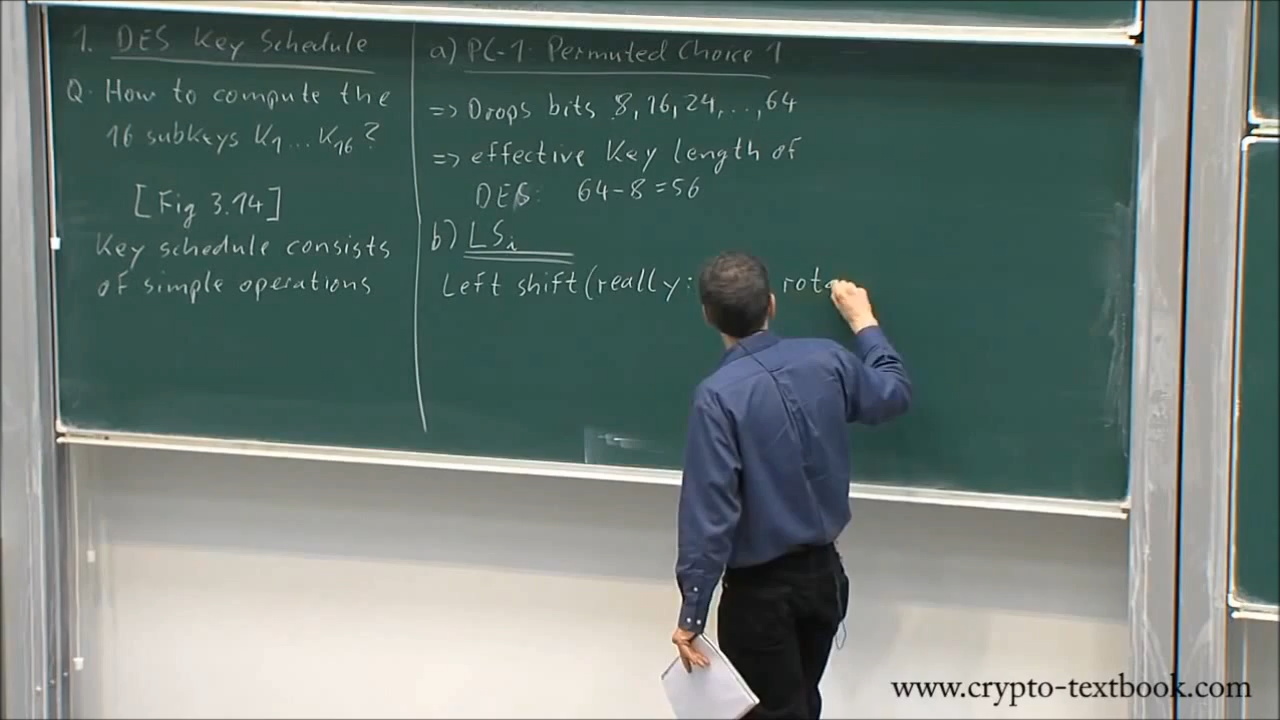 1. DES Key Schedule
Q: How to compute the
16 subkeys K1 ... K16?
[Fig 3.14]
Key schedule consists
of simple operations
a) PC-1: Permuted Choice 1
=> Drops bits 8, 16, 24, ..., 64
=> effective Key length of
DES: 64-8=56
b) LSi
Left shift (really: rota
www.crypto-textbook.com